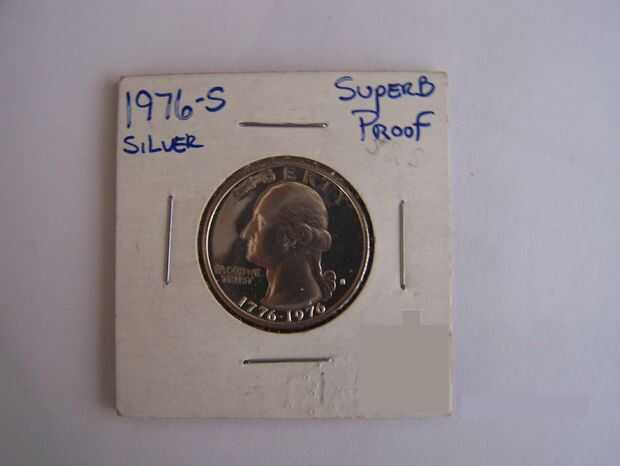 1976-S
SILVER
SUPERB
PROOF
LIBERTY
IN GOD WE
TRUST
S
1776-1976